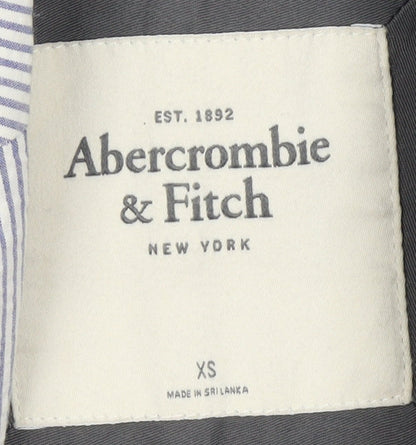 EST. 1892
Abercrombie
& Fitch
NEW YORK
XS
MADE IN SRI LANKA